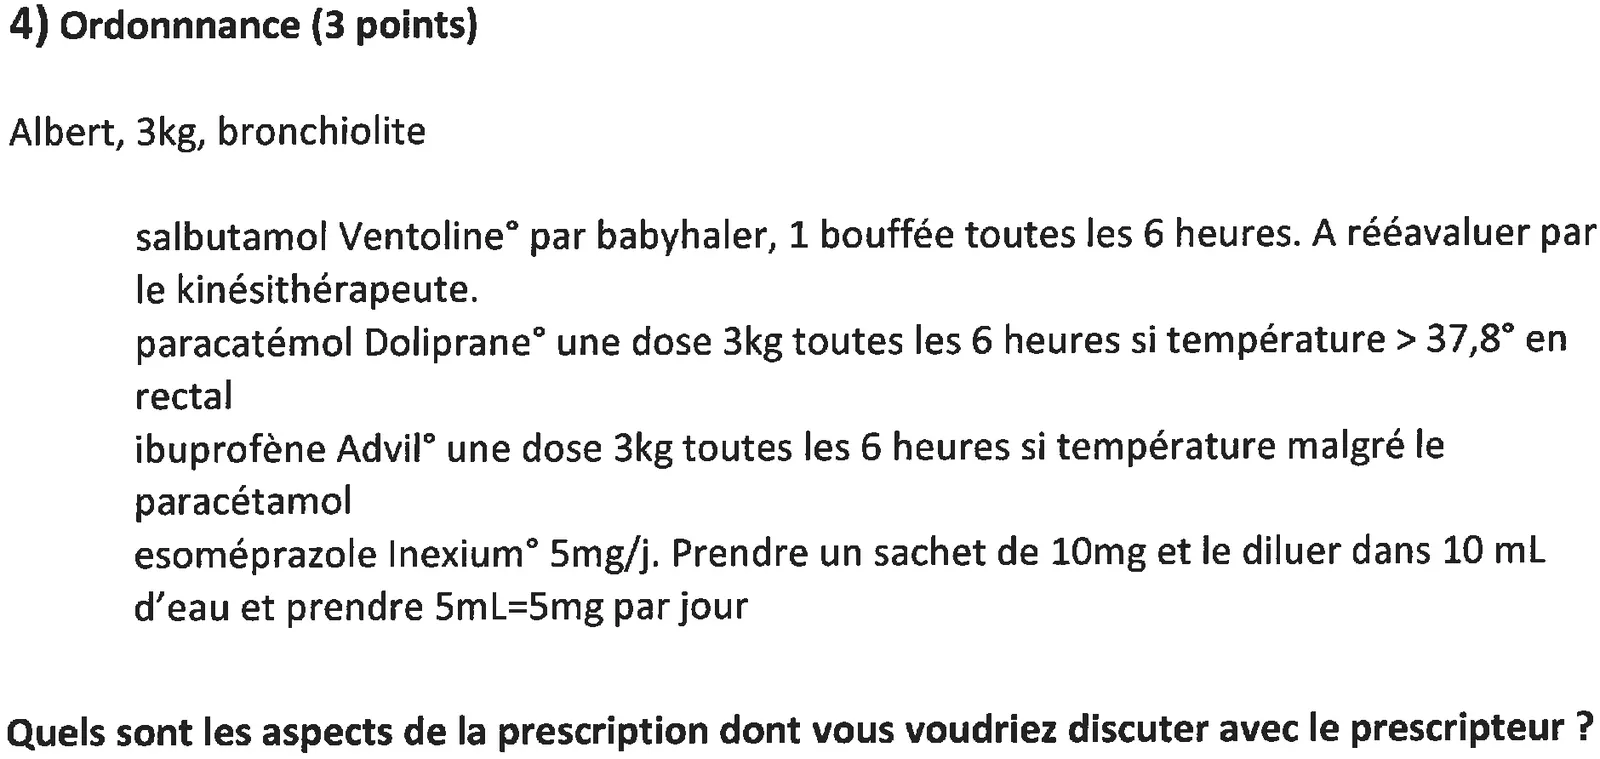 4) Ordonnnance (3 points)
Albert, 3kg, bronchiolite
salbutamol Ventoline° par babyhaler, 1 bouffée toutes les 6 heures. A rééavaluer par
le kinésithérapeute.
paracatémol Doliprane° une dose 3kg toutes les 6 heures si température > 37,8° en
rectal
ibuprofène Advil° une dose 3kg toutes les 6 heures si température malgré le
paracétamol
esoméprazole Inexium° 5mg/j. Prendre un sachet de 10mg et le diluer dans 10 mL
d'eau et prendre 5mL=5mg par jour
Quels sont les aspects de la prescription dont vous voudriez discuter avec le prescripteur ?